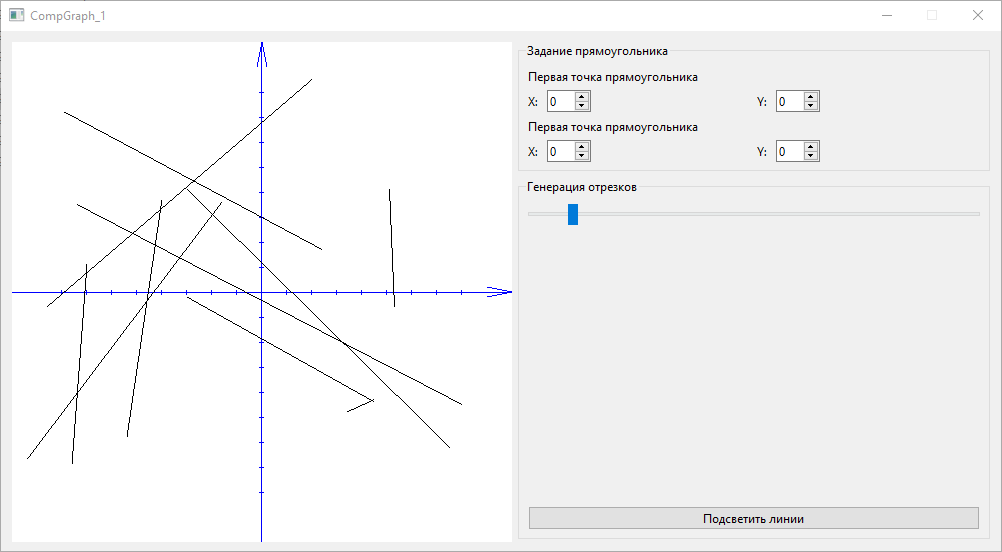 CompGraph_1
Задание прямоугольника
Первая точка прямоугольника
X: 0 Y: 0
Первая точка прямоугольника
X: 0 Y: 0
Генерация отрезков
Подсветить линии